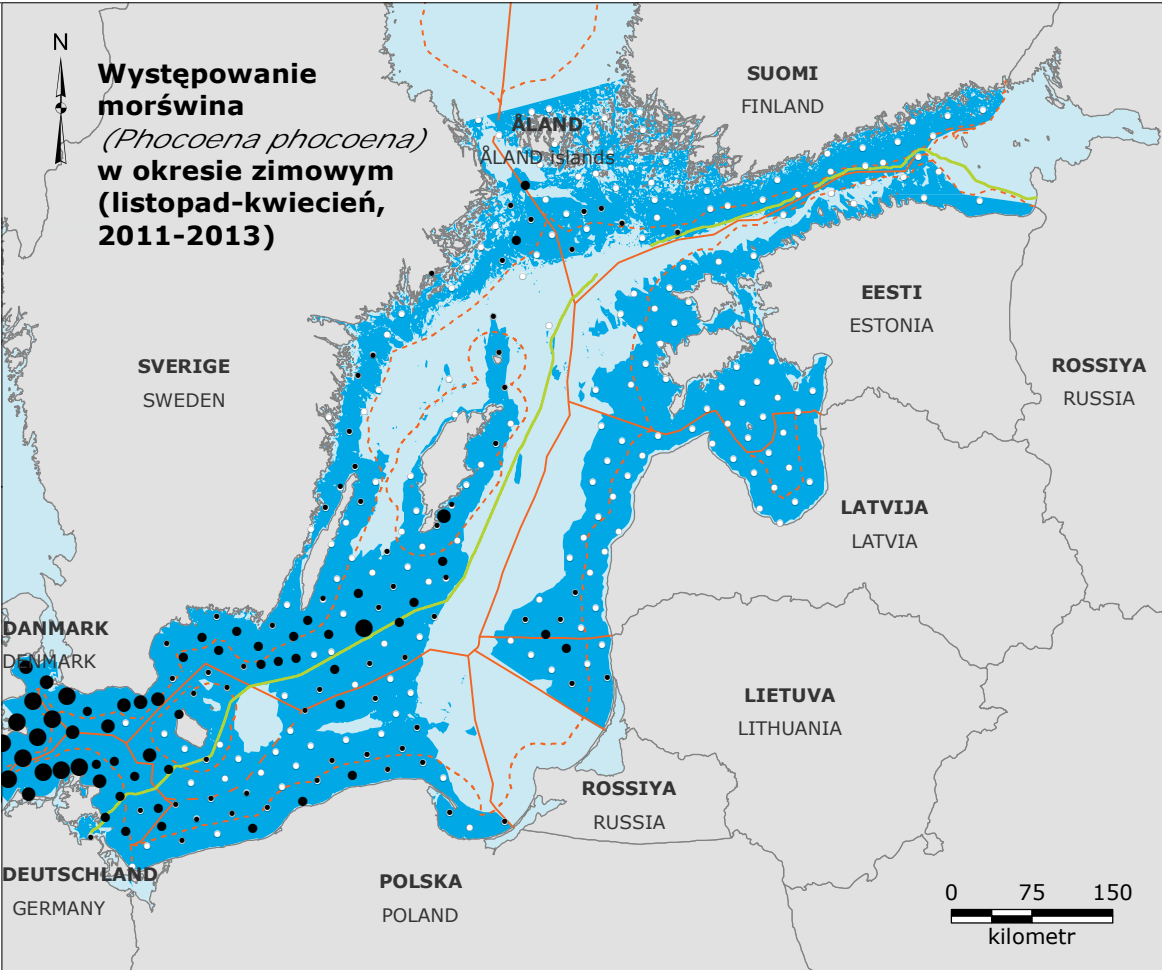 N
Występowanie
morświna
(Phocoena phocoena)
w okresie zimowym
(listopad-kwiecień,
2011-2013)
SUOMI
FINLAND
ÅLAND
ÅLAND islands
EESTI
ESTONIA
SVERIGE
SWEDEN
ROSSIYA
RUSSIA
LATVIJA
LATVIA
DANMARK
DENMARK
LIETUVA
LITHUANIA
ROSSIYA
RUSSIA
DEUTSCHLAND
GERMANY
POLSKA
POLAND
0 75 150
kilometr